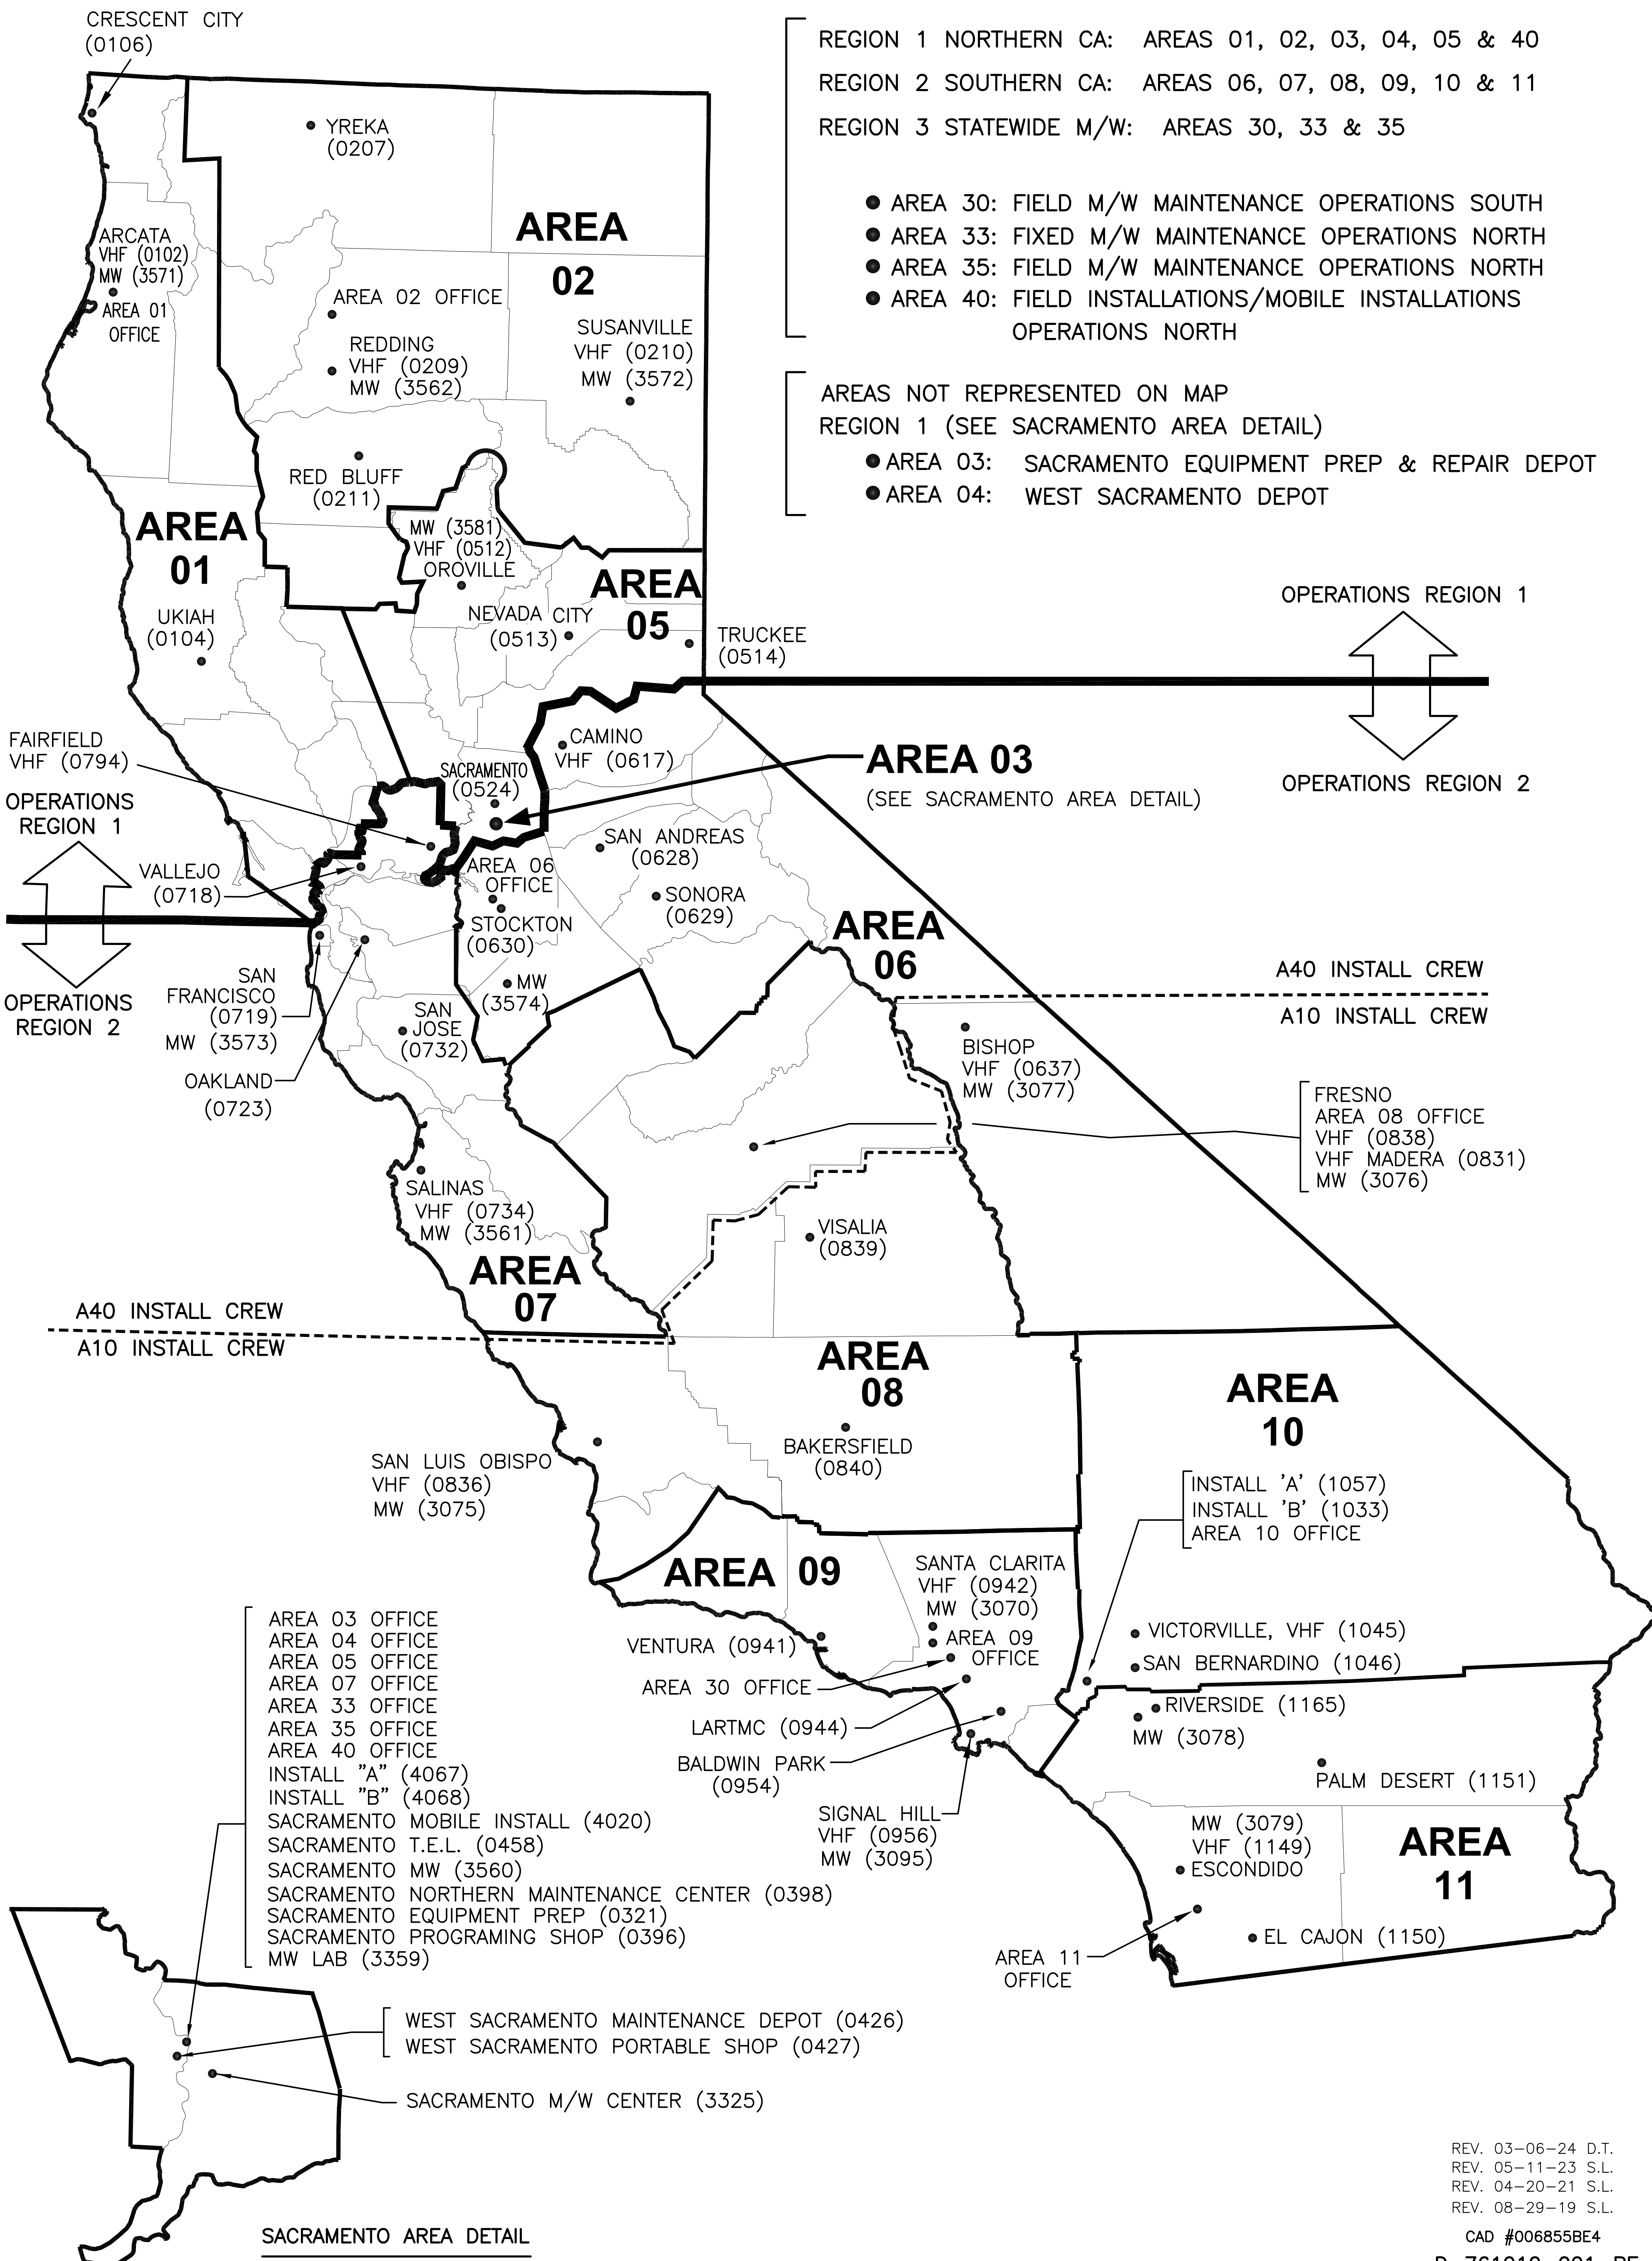 CRESCENT CITY
(0106)
REGION 1 NORTHERN CA: AREAS 01, 02, 03, 04, 05 & 40
REGION 2 SOUTHERN CA: AREAS 06, 07, 08, 09, 10 & 11
REGION 3 STATEWIDE M/W: AREAS 30, 33 & 35
● AREA 30: FIELD M/W MAINTENANCE OPERATIONS SOUTH
● AREA 33: FIXED M/W MAINTENANCE OPERATIONS NORTH
● AREA 35: FIELD M/W MAINTENANCE OPERATIONS NORTH
● AREA 40: FIELD INSTALLATIONS/MOBILE INSTALLATIONS
OPERATIONS NORTH
AREAS NOT REPRESENTED ON MAP
REGION 1 (SEE SACRAMENTO AREA DETAIL)
● AREA 03: SACRAMENTO EQUIPMENT PREP & REPAIR DEPOT
● AREA 04: WEST SACRAMENTO DEPOT
YREKA
(0207)
ARCATA
VHF (0102)
MW (3571)
AREA 01
OFFICE
AREA
02
AREA 02 OFFICE
REDDING
VHF (0209)
MW (3562)
SUSANVILLE
VHF (0210)
MW (3572)
RED BLUFF
(0211)
AREA
01
MW (3581)
VHF (0512)
OROVILLE
AREA
05
NEVADA CITY
(0513)
UKIAH
(0104)
TRUCKEE
(0514)
OPERATIONS REGION 1
OPERATIONS REGION 2
FAIRFIELD
VHF (0794)
CAMINO
VHF (0617)
SACRAMENTO
(0524)
AREA 03
(SEE SACRAMENTO AREA DETAIL)
OPERATIONS
REGION 1
OPERATIONS
REGION 2
VALLEJO
(0718)
SAN ANDREAS
(0628)
AREA 06
OFFICE
STOCKTON
(0630)
SONORA
(0629)
AREA
06
MW
(3574)
SAN
FRANCISCO
(0719)
MW (3573)
SAN
JOSE
(0732)
OAKLAND
(0723)
A40 INSTALL CREW
A10 INSTALL CREW
BISHOP
VHF (0637)
MW (3077)
FRESNO
AREA 08 OFFICE
VHF (0838)
VHF MADERA (0831)
MW (3076)
SALINAS
VHF (0734)
MW (3561)
VISALIA
(0839)
AREA
07
A40 INSTALL CREW
A10 INSTALL CREW
AREA
08
AREA
10
BAKERSFIELD
(0840)
SAN LUIS OBISPO
VHF (0836)
MW (3075)
INSTALL 'A' (1057)
INSTALL 'B' (1033)
AREA 10 OFFICE
AREA 09
SANTA CLARITA
VHF (0942)
MW (3070)
AREA 09
OFFICE
VENTURA (0941)
AREA 30 OFFICE
LARTMC (0944)
BALDWIN PARK
(0954)
SIGNAL HILL
VHF (0956)
MW (3095)
VICTORVILLE, VHF (1045)
SAN BERNARDINO (1046)
RIVERSIDE (1165)
MW (3078)
PALM DESERT (1151)
MW (3079)
VHF (1149)
ESCONDIDO
AREA
11
EL CAJON (1150)
AREA 11
OFFICE
AREA 03 OFFICE
AREA 04 OFFICE
AREA 05 OFFICE
AREA 07 OFFICE
AREA 33 OFFICE
AREA 35 OFFICE
AREA 40 OFFICE
INSTALL "A" (4067)
INSTALL "B" (4068)
SACRAMENTO MOBILE INSTALL (4020)
SACRAMENTO T.E.L. (0458)
SACRAMENTO MW (3560)
SACRAMENTO NORTHERN MAINTENANCE CENTER (0398)
SACRAMENTO EQUIPMENT PREP (0321)
SACRAMENTO PROGRAMING SHOP (0396)
MW LAB (3359)
WEST SACRAMENTO MAINTENANCE DEPOT (0426)
WEST SACRAMENTO PORTABLE SHOP (0427)
SACRAMENTO M/W CENTER (3325)
SACRAMENTO AREA DETAIL
REV. 03-06-24 D.T.
REV. 05-11-23 S.L.
REV. 04-20-21 S.L.
REV. 08-29-19 S.L.
CAD #006855BE4